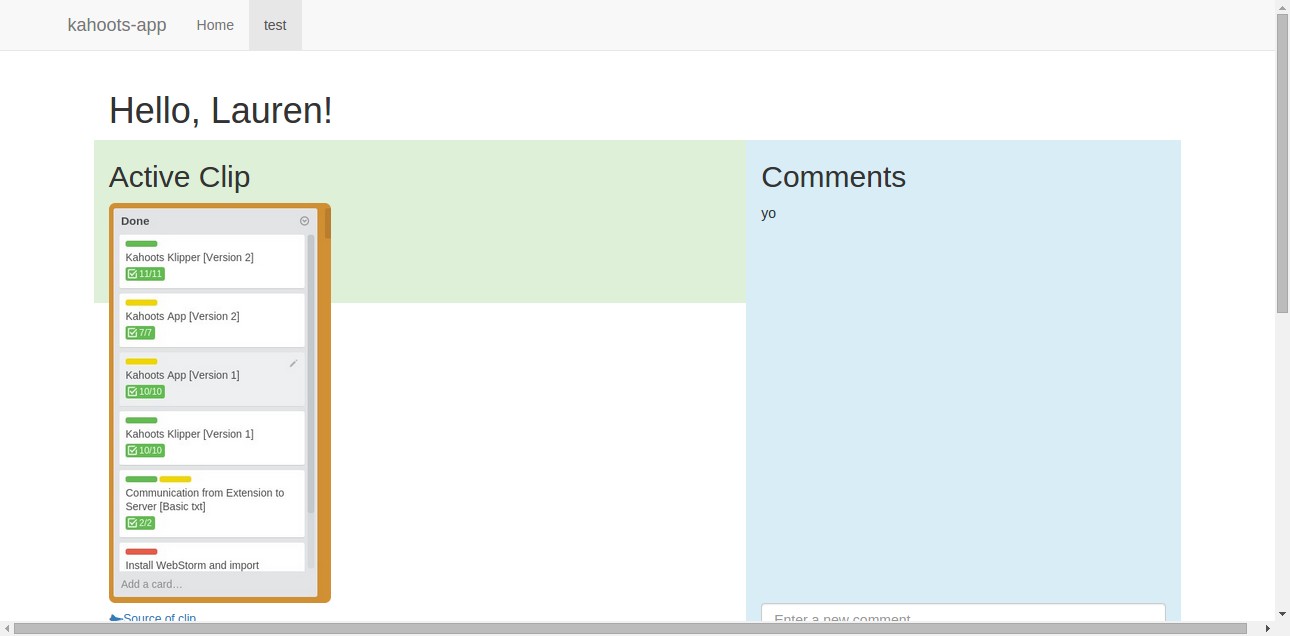 kahoots-app Home test
Hello, Lauren!
Active Clip
Done
Kahoots Klipper [Version 2]
11/11
Kahoots App [Version 2]
7/7
Kahoots App [Version 1]
10/10
Kahoots Klipper [Version 1]
10/10
Communication from Extension to
Server [Basic txt]
2/2
Install WebStorm and import
Add a card…
Source of clip
Comments
yo
Enter a new comment